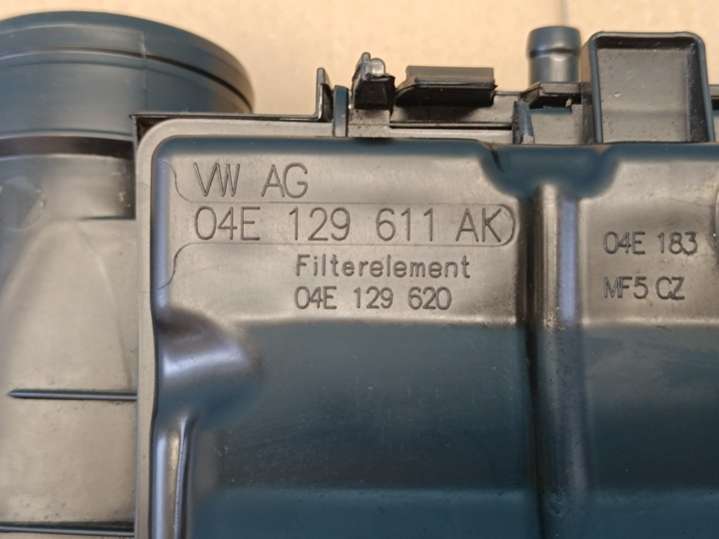 VW AG
04E 129 611 AK
Filterelement
04E 129 620
04E 183
MF5 CZ